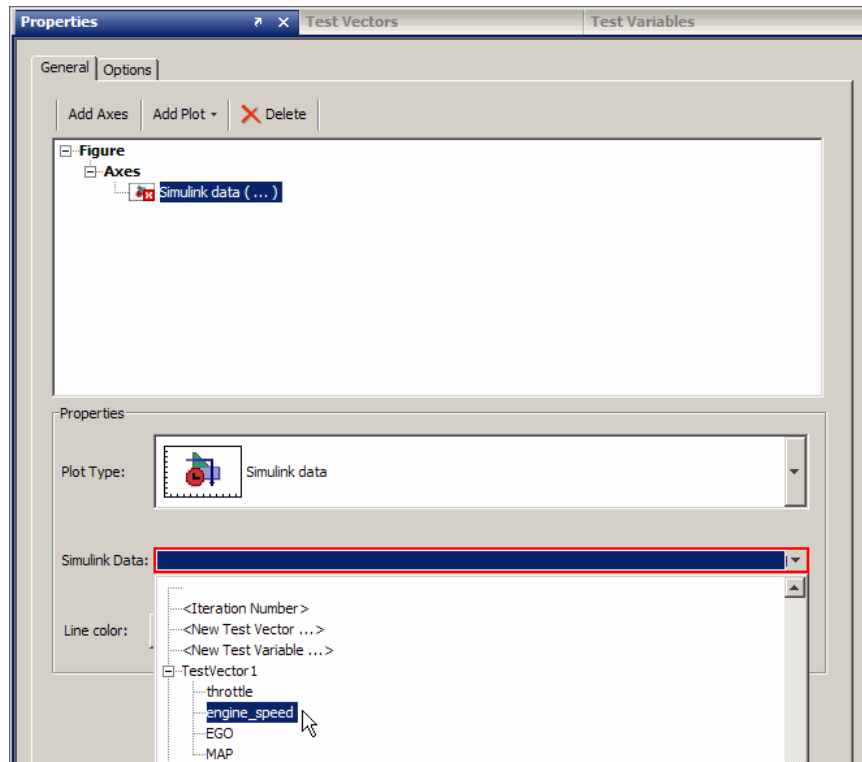 Properties Test Vectors Test Variables
General Options
Add Axes Add Plot Delete
Figure
Axes
Simulink data ( ... )
Properties
Plot Type: Simulink data
Simulink Data:
<Iteration Number>
<New Test Vector ...>
Line color: <New Test Variable ...>
TestVector1
throttle
engine_speed
EGO
MAP